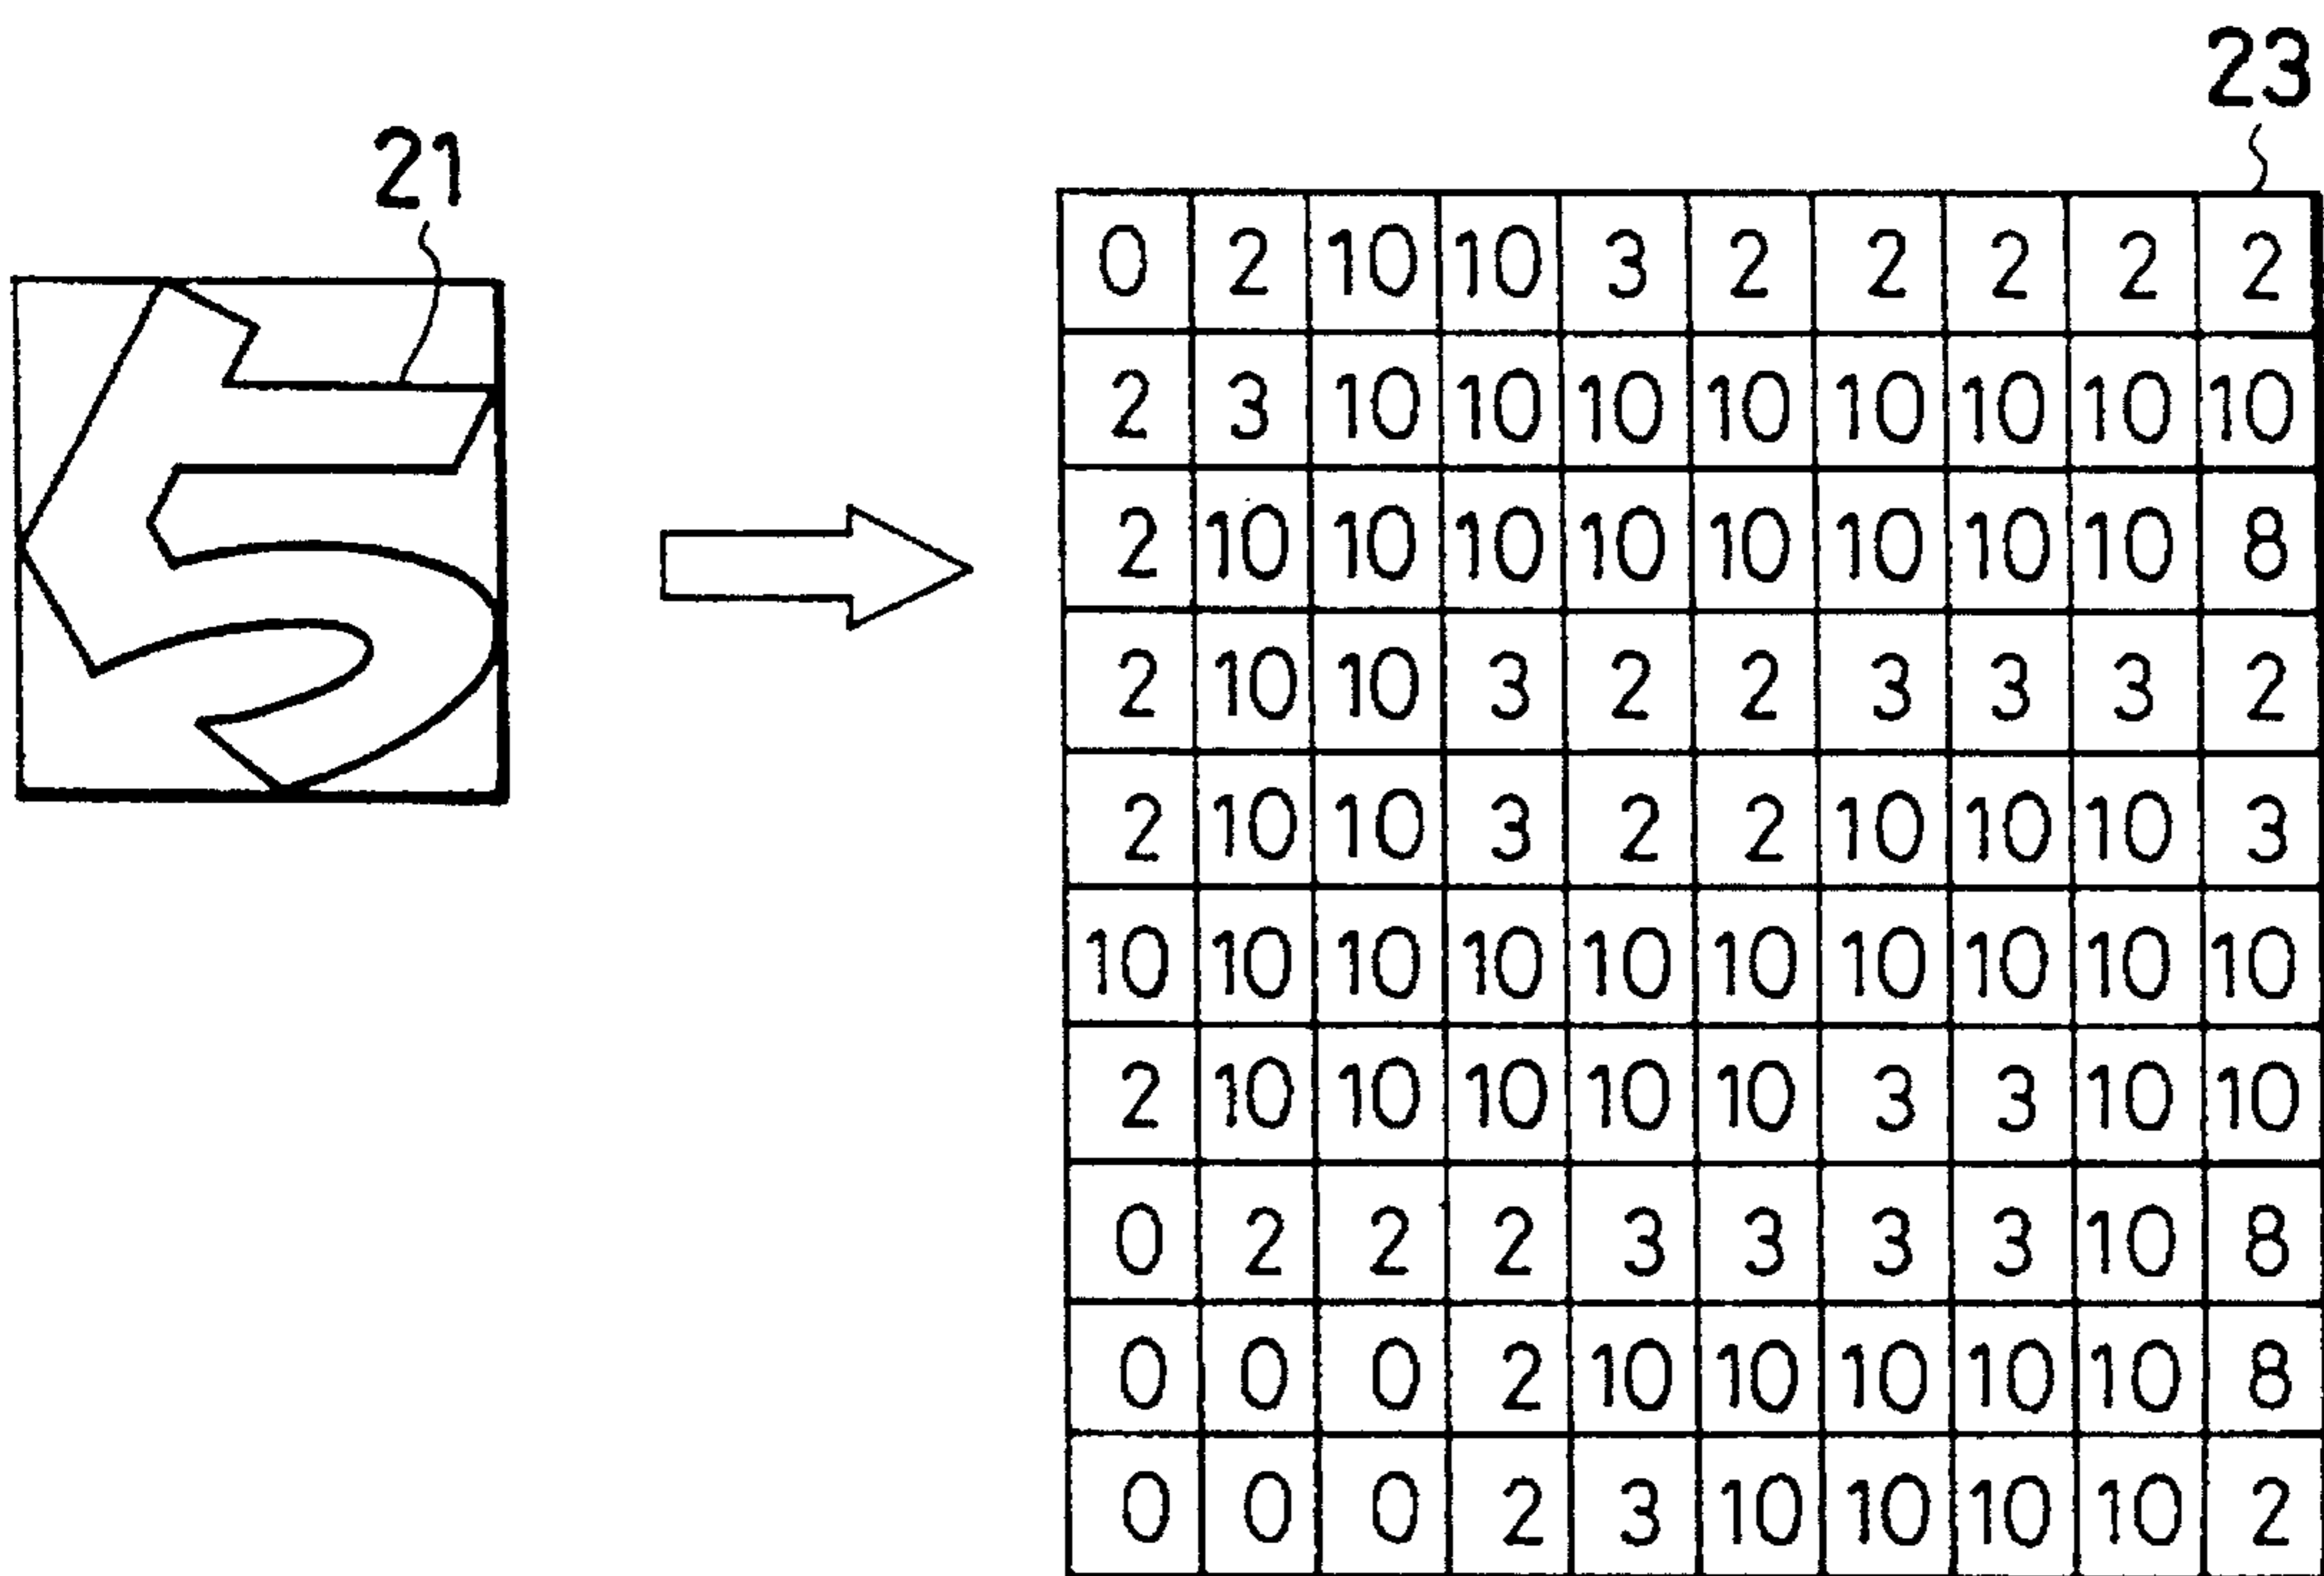 23
21
0 2 10 10 3 2 2 2 2 2
2 3 10 10 10 10 10 10 10 10
2 10 10 10 10 10 10 10 10 8
2 10 10 3 2 2 3 3 3 2
2 10 10 3 2 2 10 10 10 3
10 10 10 10 10 10 10 10 10 10
2 10 10 10 10 10 3 3 10 10
0 2 2 2 3 3 3 3 10 8
0 0 0 2 10 10 10 10 10 8
0 0 0 2 3 10 10 10 10 2
5